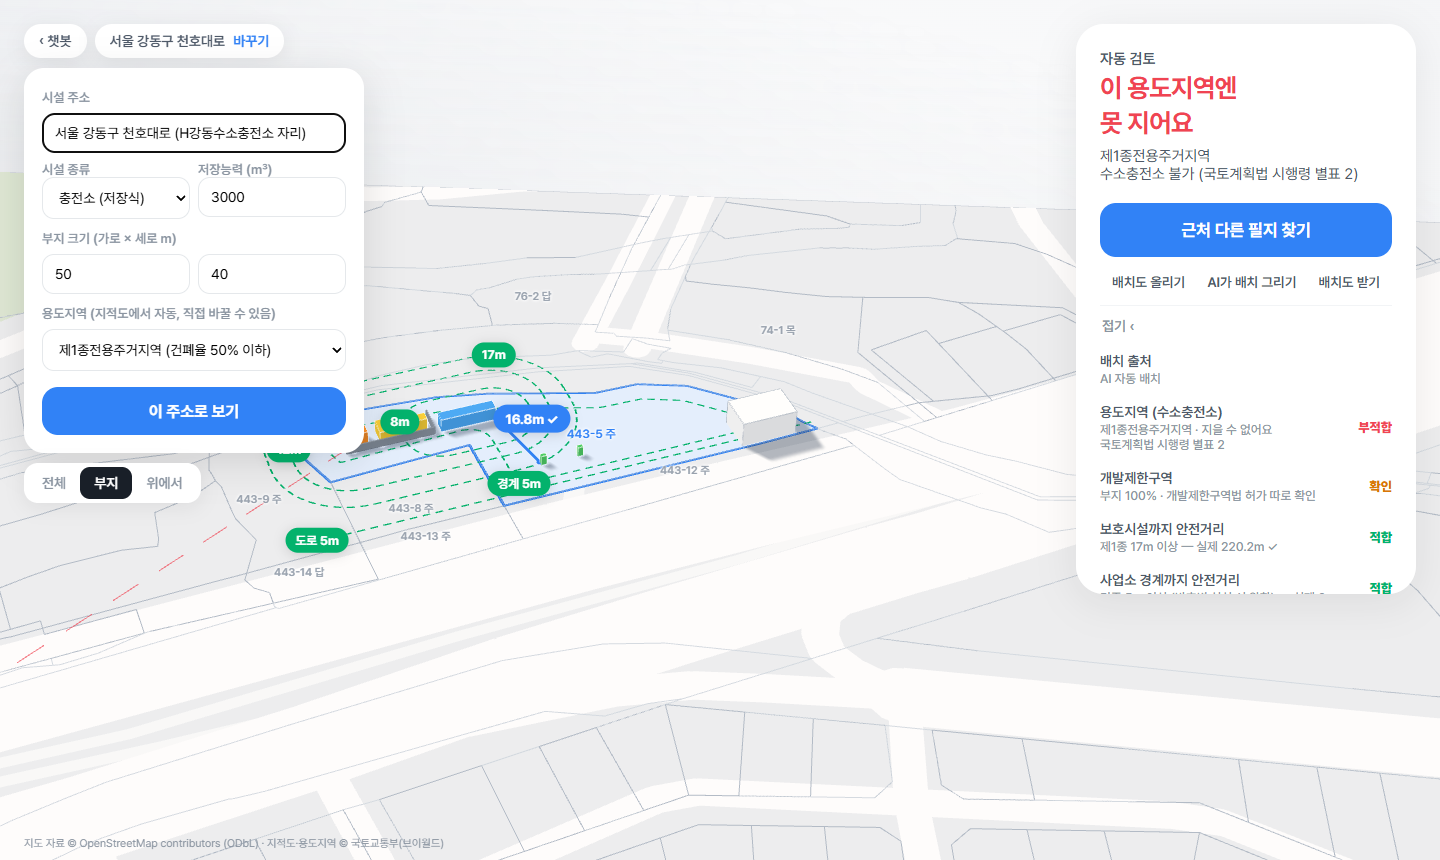 ‹ 챗봇
서울 강동구 천호대로 바꾸기
시설 주소
서울 강동구 천호대로 (H강동수소충전소 자리)
시설 종류
저장능력 (m³)
충전소 (저장식)
3000
부지 크기 (가로 × 세로 m)
50
40
용도지역 (지적도에서 자동, 직접 바꿀 수 있음)
제1종전용주거지역 (건폐율 50% 이하)
이 주소로 보기
전체
부지
위에서
76-2 답
74-1 목
17m
8m
16.8m ✓
443-5 주
443-12 주
경계 5m
443-9 주
443-8 주
도로 5m
443-13 주
443-14 답
자동 검토
이 용도지역엔
못 지어요
제1종전용주거지역
수소충전소 불가 (국토계획법 시행령 별표 2)
근처 다른 필지 찾기
배치도 올리기
AI가 배치 그리기
배치도 받기
접기 ‹
배치 출처
AI 자동 배치
용도지역 (수소충전소)
제1종전용주거지역 · 지을 수 없어요
국토계획법 시행령 별표 2
부적합
개발제한구역
부지 100% · 개발제한구역법 허가 따로 확인
확인
보호시설까지 안전거리
제1종 17m 이상 — 실제 220.2m ✓
적합
사업소 경계까지 안전거리
적합
지도 자료 © OpenStreetMap contributors (ODbL) · 지적도·용도지역 © 국토교통부(브이월드)